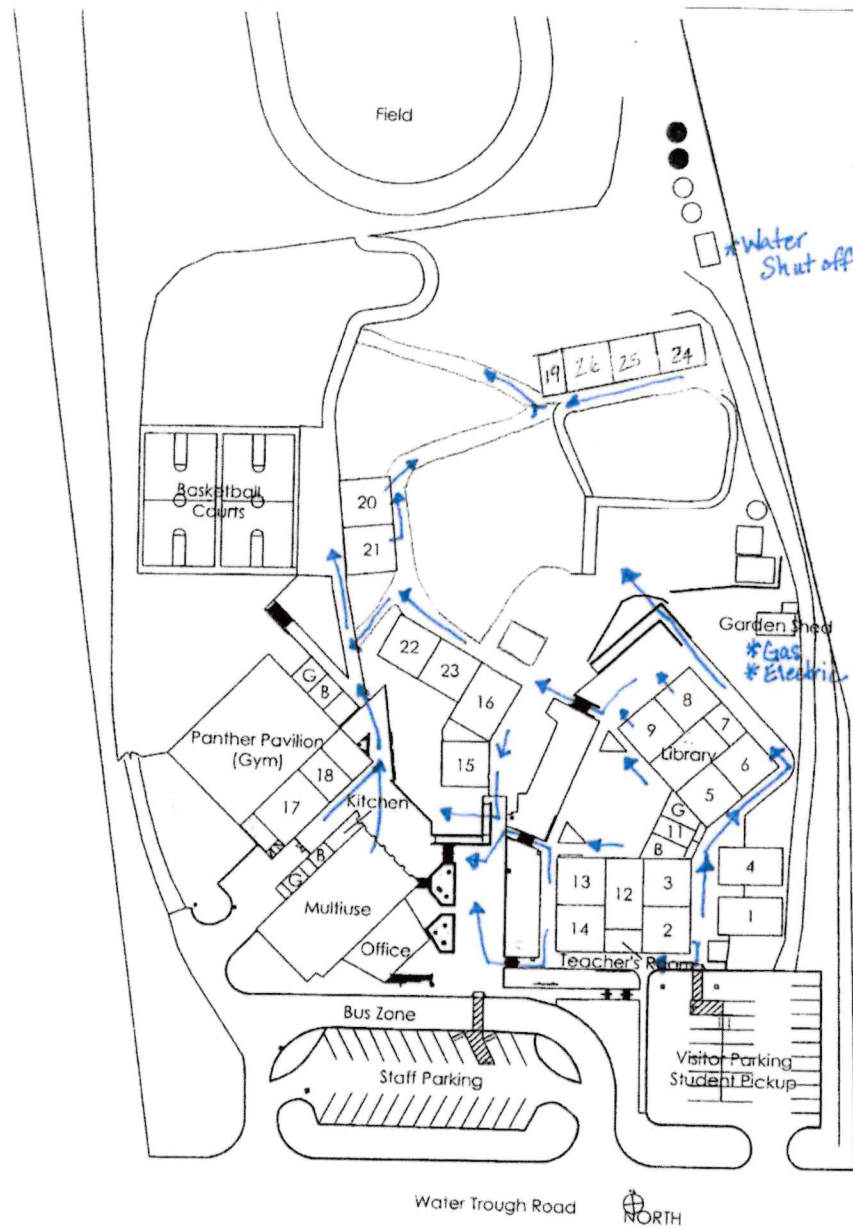 Field
*Water
Shut off
19 26 25 24
Basketball
Courts
20
21
Garden Shed
*Gas
*Electric
22
23
16
G
B
8
9
7
Panther Pavilion
(Gym)
Library
6
15
18
5
17
Kitchen
G
11
B
4
B
G
13
12
3
Multiuse
1
14
2
Office
Teacher's Room
Bus Zone
Visitor Parking
Student Pickup
Staff Parking
Water Trough Road
NORTH